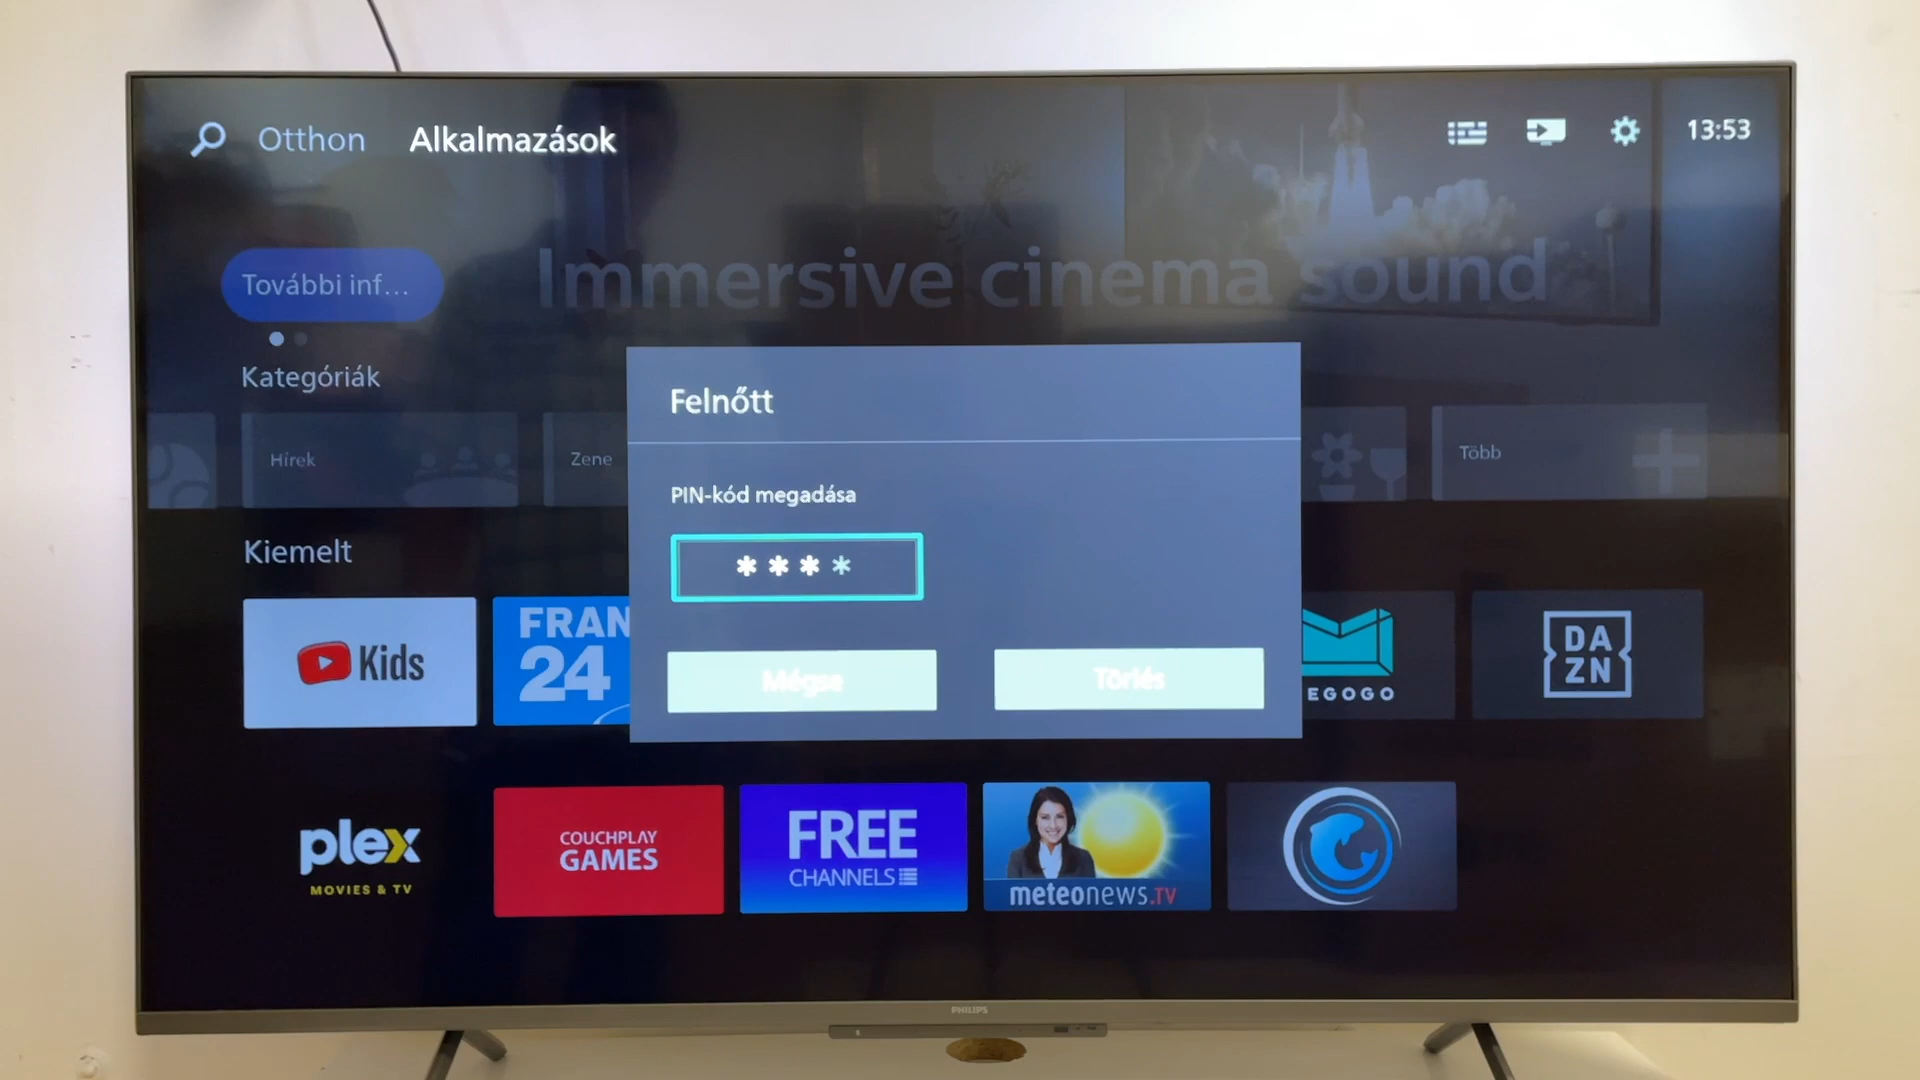 Otthon Alkalmazások 13:53
További inf...
Immersive cinema sound
Kategóriák
Hírek
Zene
Több
Felnőtt
PIN-kód megadása
****
Mégse
Törlés
Kiemelt
Kids
FRAN
24
EGOGO
DA
ZN
plex
MOVIES & TV
COUCHPLAY
GAMES
FREE
CHANNELS
meteonews.TV
PHILIPS